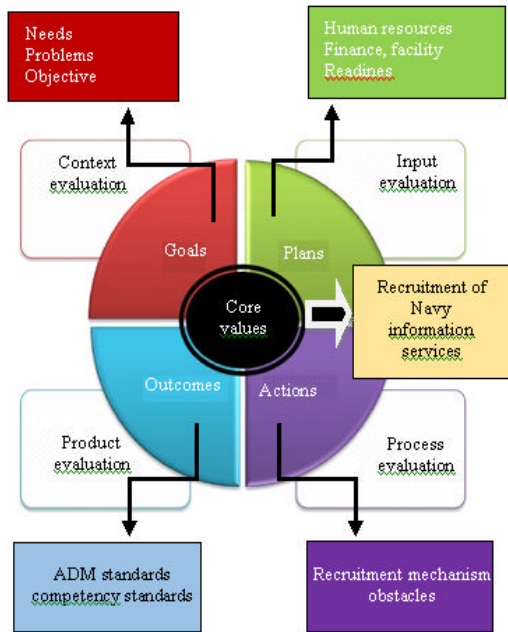 Needs
Problems
Objective
Human resources
Finance, facility
Readines
Context
evaluation
Input
evaluation
Goals
Plans
Core
values
Recruitment of
Navy
information
services
Outcomes
Actions
Product
evaluation
Process
evaluation
ADM standards
competency standards
Recruitment mechanism
obstacles